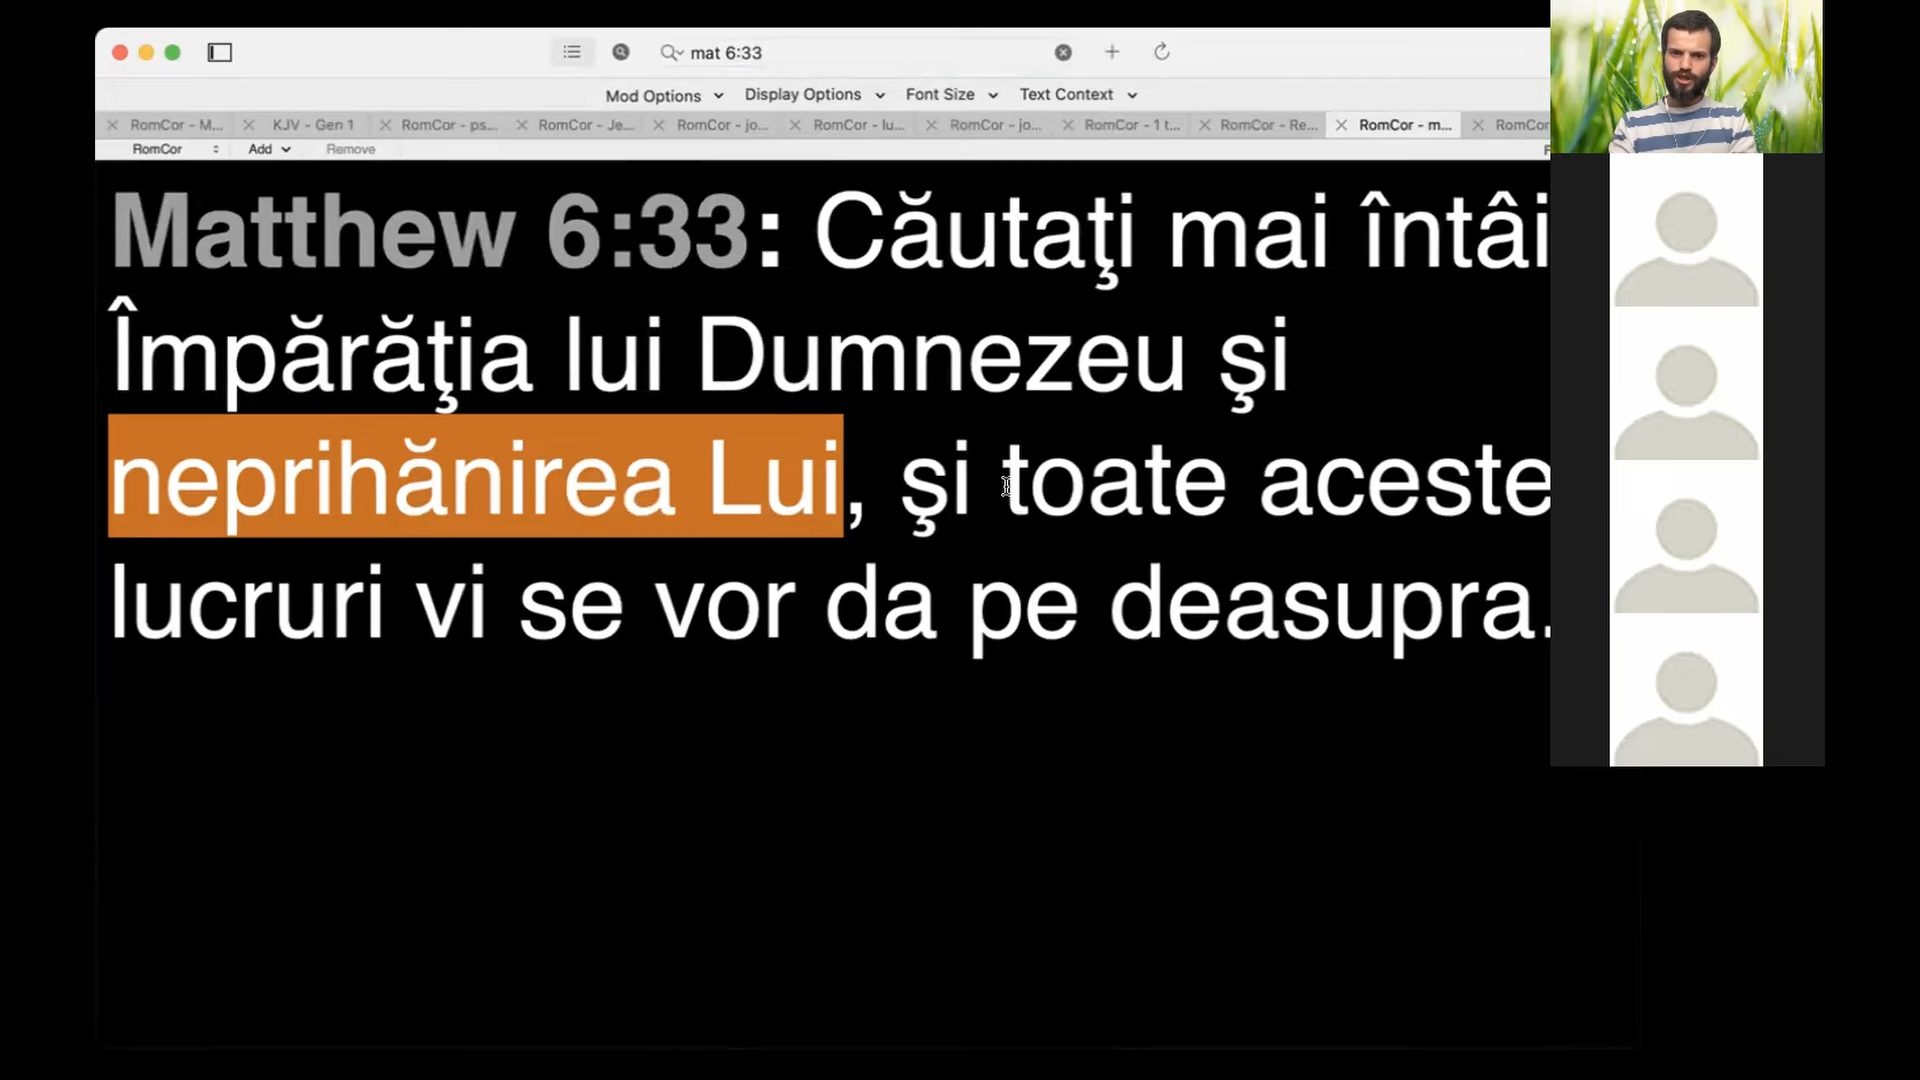 mat 6:33
Mod Options Display Options Font Size Text Context
RomCor - M... KJV - Gen 1 RomCor - ps... RomCor - Je... RomCor - jo... RomCor - lu... RomCor - jo... RomCor - 1 t... RomCor - Re... RomCor - m... RomCor
RomCor Add Remove
Matthew 6:33: Căutaţi mai întâi
Împărăţia lui Dumnezeu şi
neprihănirea Lui, şi toate aceste
lucruri vi se vor da pe deasupra.